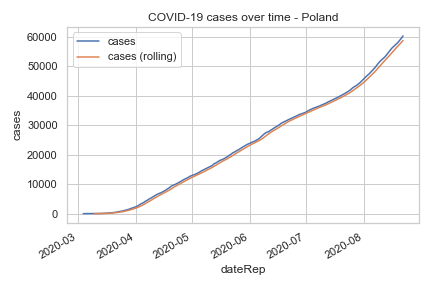 COVID-19 cases over time - Poland
cases
cases (rolling)
60000
50000
40000
30000
20000
10000
0
cases
2020-03
2020-04
2020-05
2020-06
2020-07
2020-08
dateRep